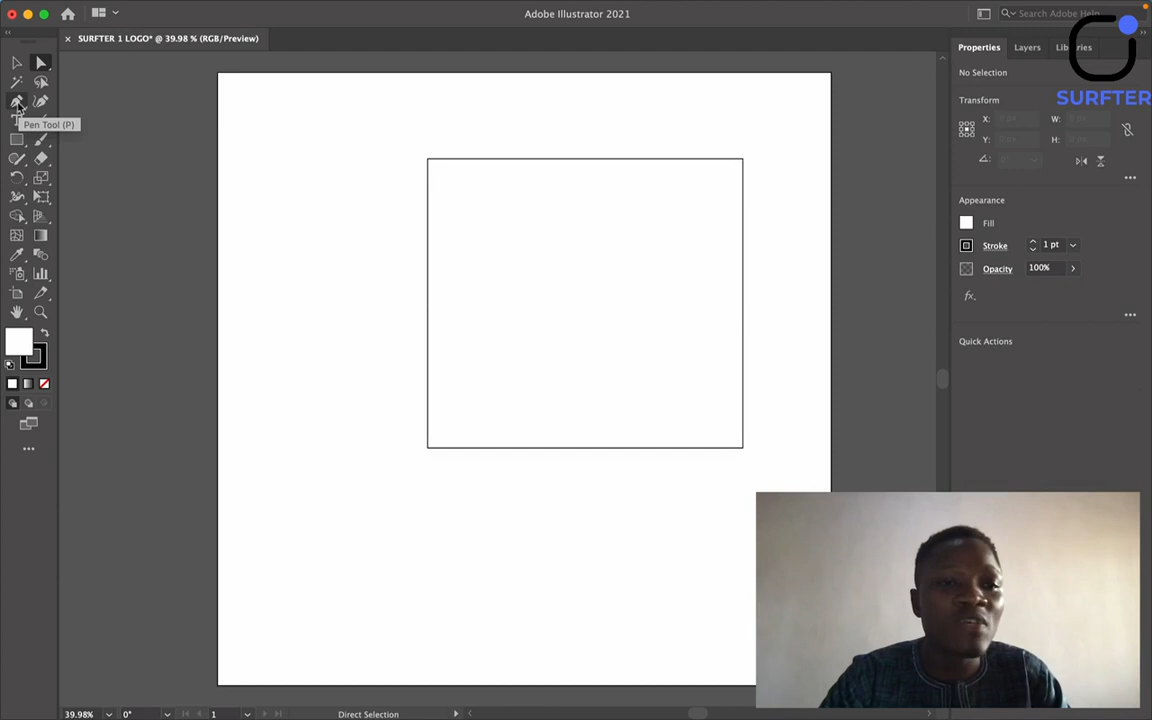 Adobe Illustrator 2021
Search Adobe Help
SURFTER 1 LOGO* @ 39.98 % (RGB/Preview)
Pen Tool (P)
Properties
Layers
Libraries
SURFTER
No Selection
Transform
X:
W:
Y:
H:
Appearance
Fill
Stroke
1 pt
Opacity
100%
fx.
Quick Actions
39.98%
0°
1
Direct Selection